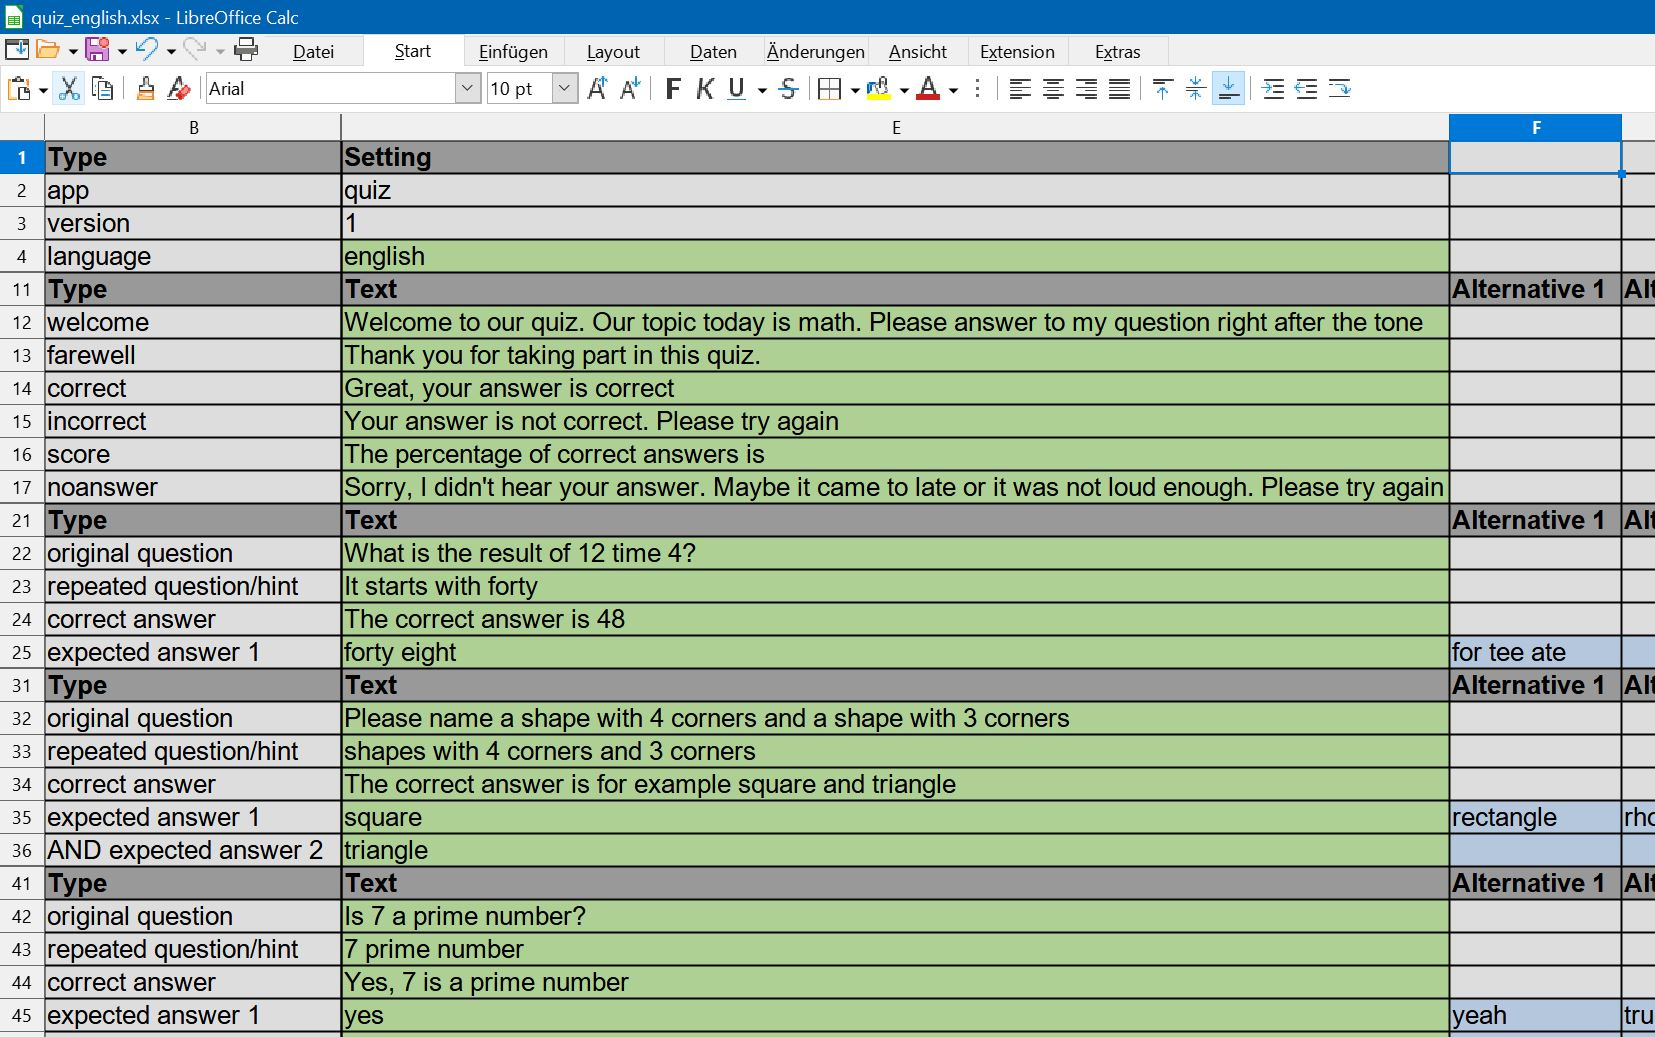 quiz_english.xlsx - LibreOffice Calc
Datei Start Einfügen Layout Daten Änderungen Ansicht Extension Extras
Arial 10 pt F K U S A
B E F
1 Type Setting
2 app quiz
3 version 1
4 language english
11 Type Text Alternative 1 Alt
12 welcome Welcome to our quiz. Our topic today is math. Please answer to my question right after the tone
13 farewell Thank you for taking part in this quiz.
14 correct Great, your answer is correct
15 incorrect Your answer is not correct. Please try again
16 score The percentage of correct answers is
17 noanswer Sorry, I didn't hear your answer. Maybe it came to late or it was not loud enough. Please try again
21 Type Text Alternative 1 Alt
22 original question What is the result of 12 time 4?
23 repeated question/hint It starts with forty
24 correct answer The correct answer is 48
25 expected answer 1 forty eight for tee ate
31 Type Text Alternative 1 Alt
32 original question Please name a shape with 4 corners and a shape with 3 corners
33 repeated question/hint shapes with 4 corners and 3 corners
34 correct answer The correct answer is for example square and triangle
35 expected answer 1 square rectangle rho
36 AND expected answer 2 triangle
41 Type Text Alternative 1 Alt
42 original question Is 7 a prime number?
43 repeated question/hint 7 prime number
44 correct answer Yes, 7 is a prime number
45 expected answer 1 yes yeah tru